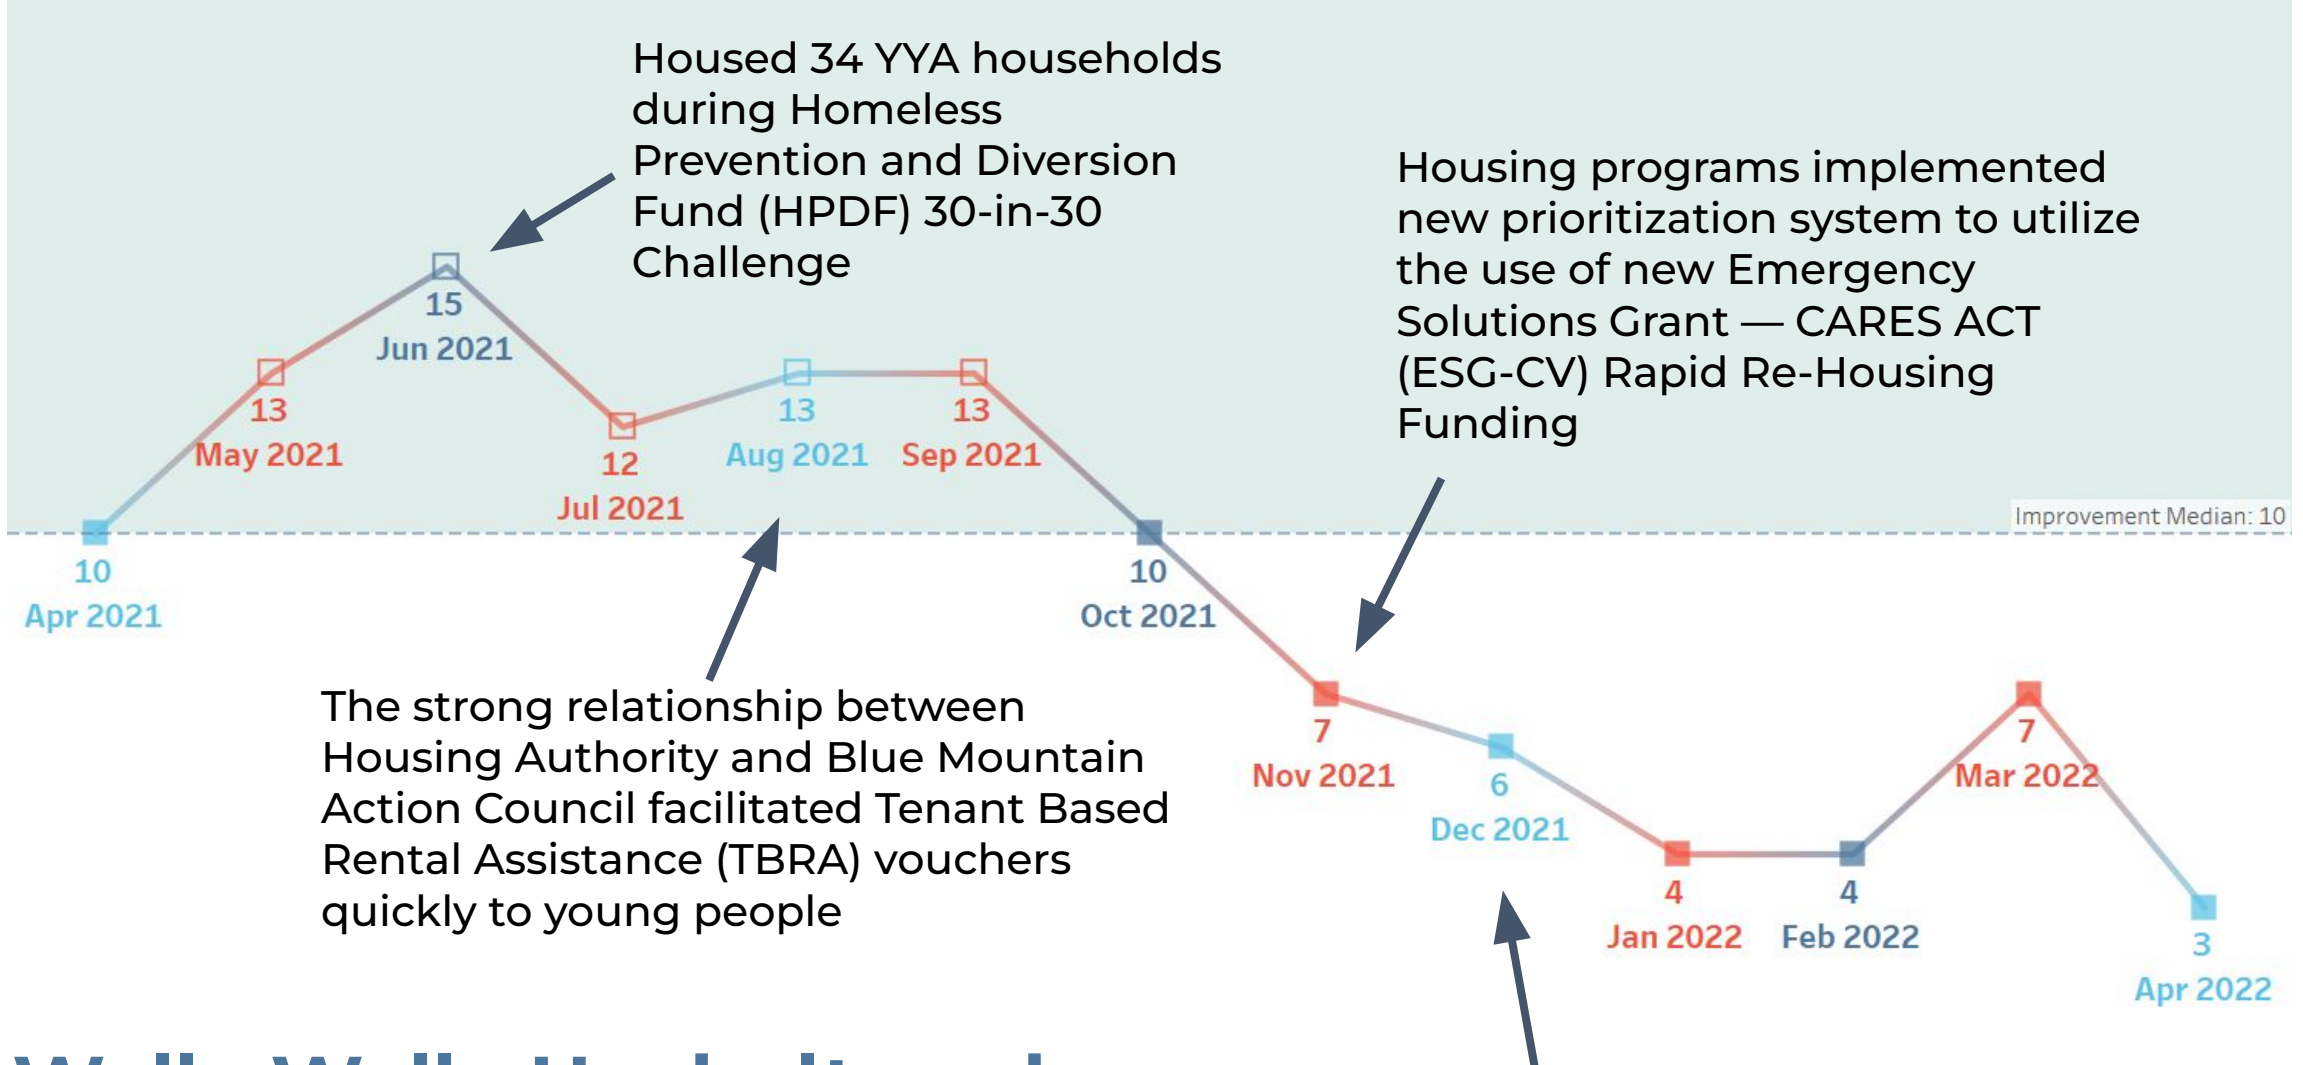 Housed 34 YYA households
during Homeless
Prevention and Diversion
Fund (HPDF) 30-in-30
Challenge
Housing programs implemented
new prioritization system to utilize
the use of new Emergency
Solutions Grant — CARES ACT
(ESG-CV) Rapid Re-Housing
Funding
15
Jun 2021
13
May 2021
12
Jul 2021
13
Aug 2021
13
Sep 2021
Improvement Median: 10
10
Apr 2021
10
Oct 2021
The strong relationship between
Housing Authority and Blue Mountain
Action Council facilitated Tenant Based
Rental Assistance (TBRA) vouchers
quickly to young people
7
Nov 2021
6
Dec 2021
4
Jan 2022
4
Feb 2022
7
Mar 2022
3
Apr 2022